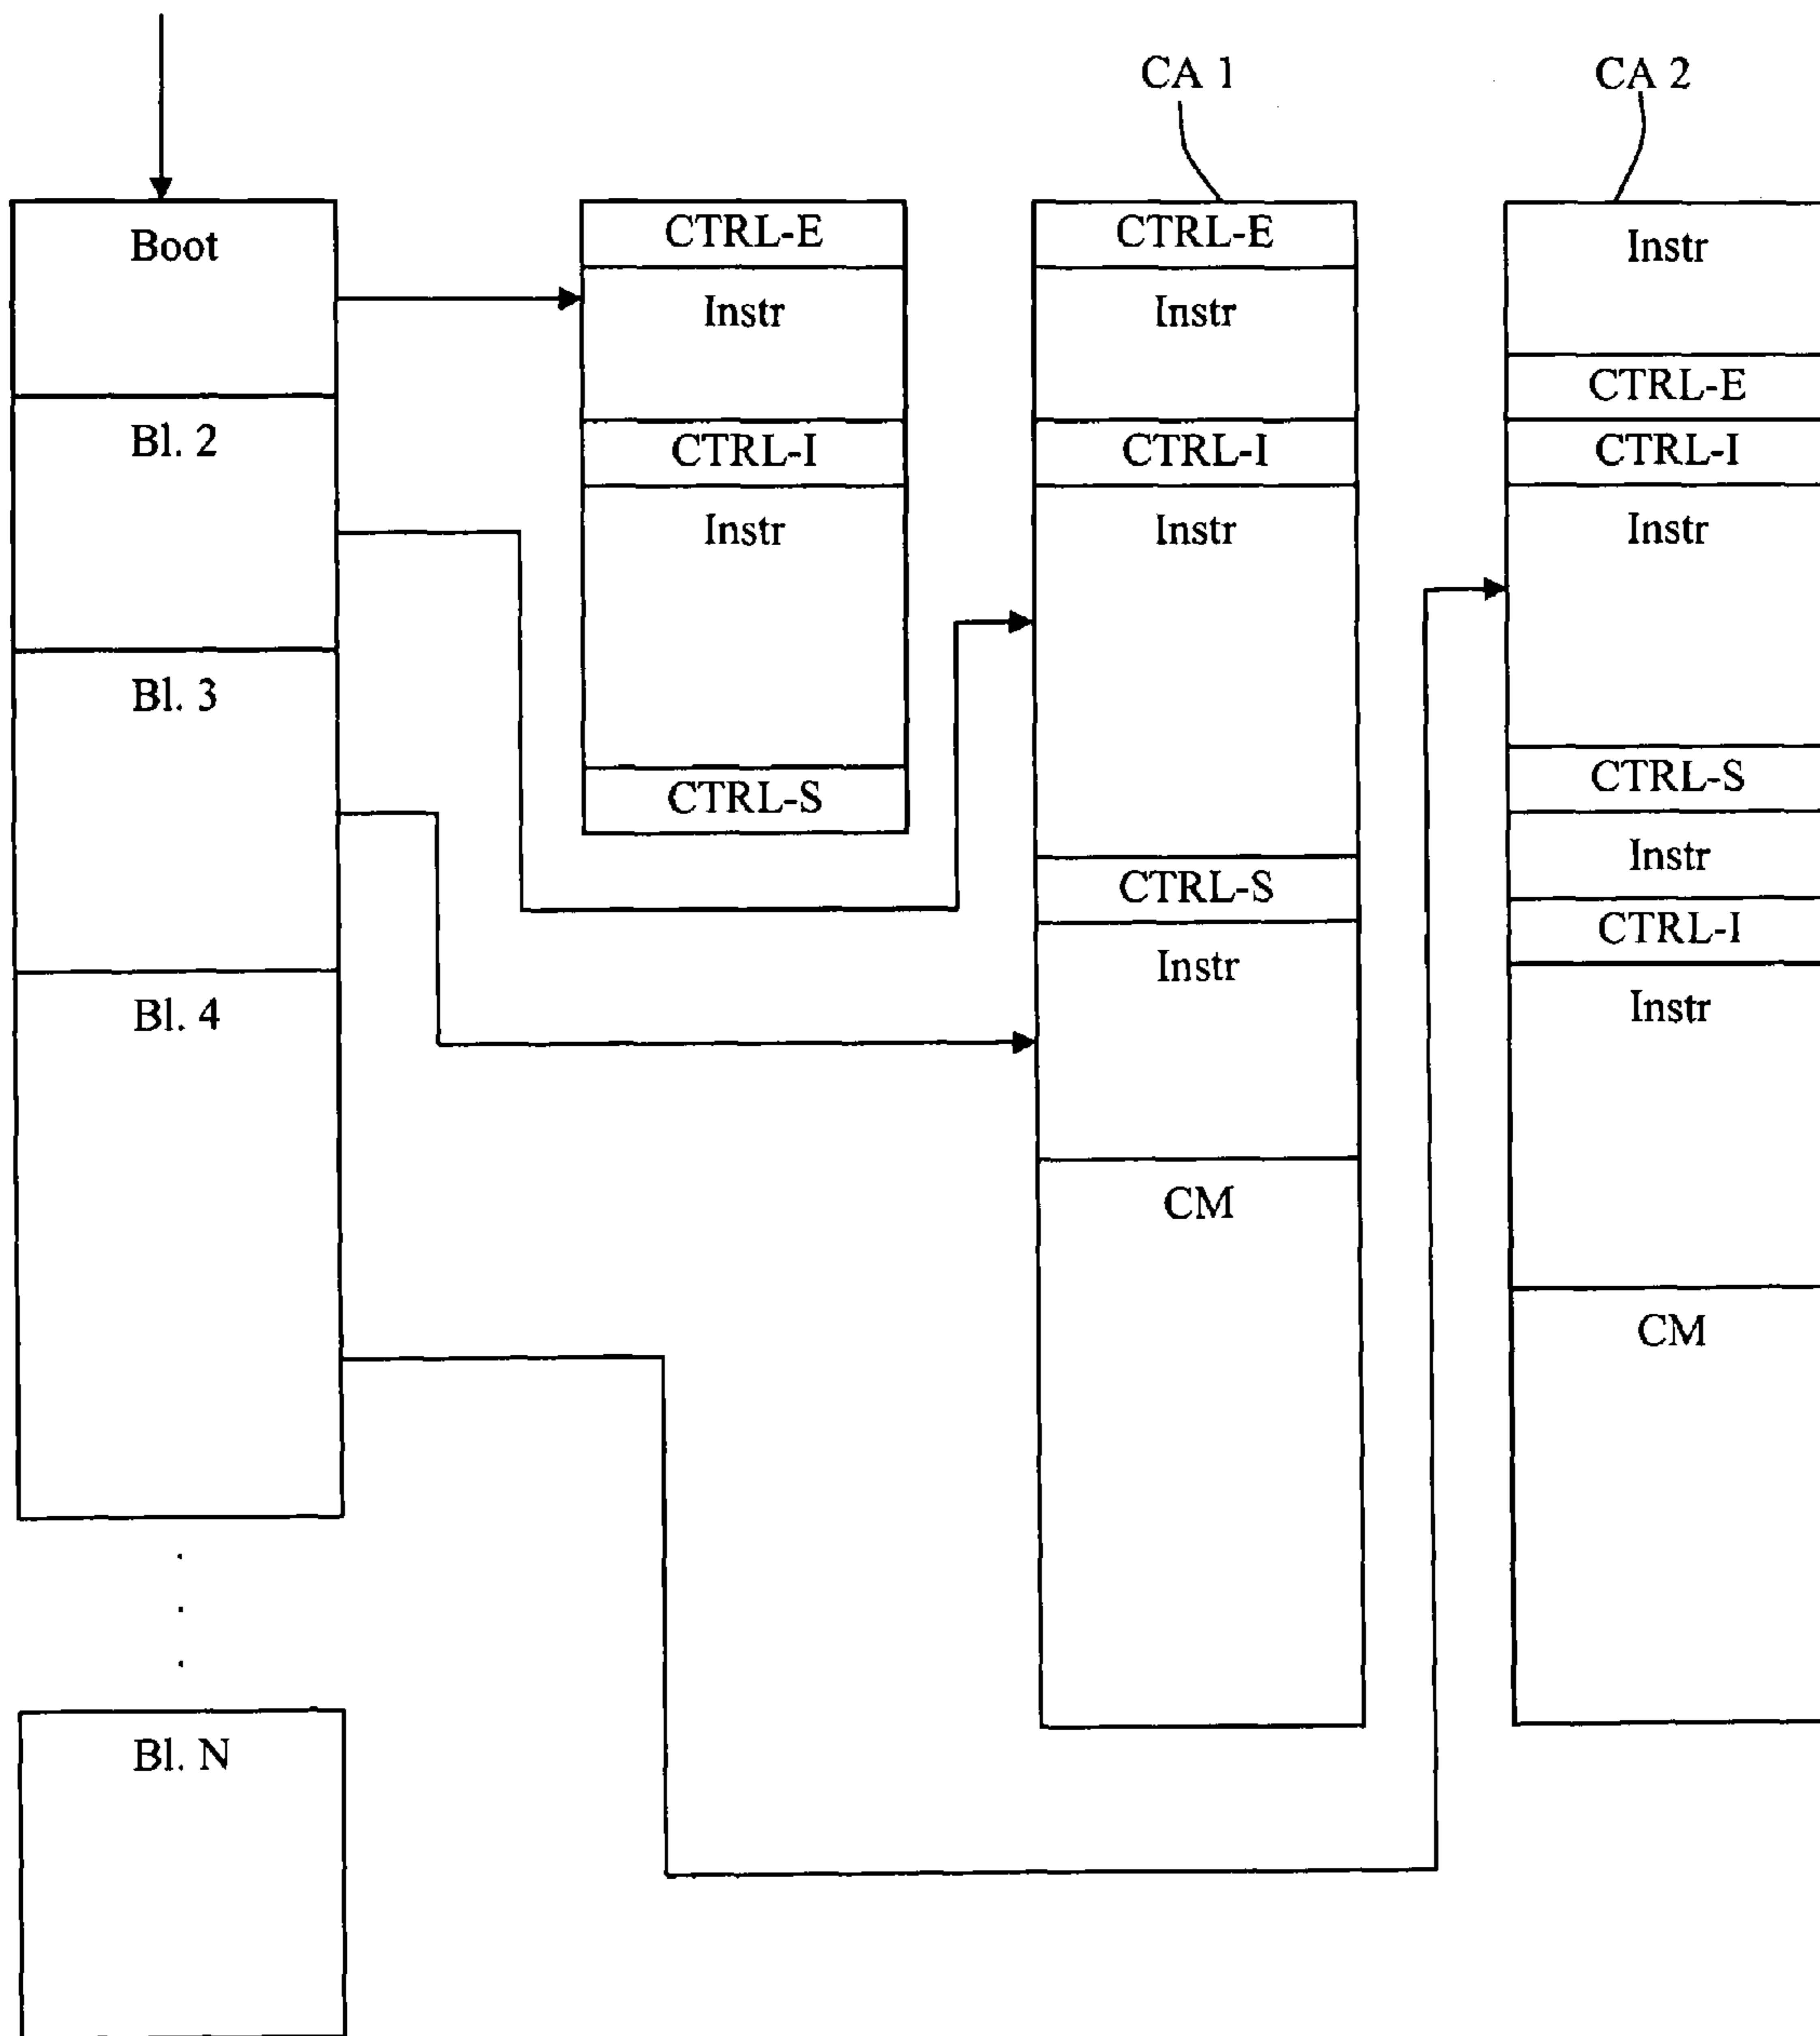 CA 1
CA 2
Boot
Bl. 2
Bl. 3
Bl. 4
Bl. N
CTRL-E
Instr
CTRL-I
Instr
CTRL-S
CTRL-E
Instr
CTRL-I
Instr
CTRL-S
Instr
CM
Instr
CTRL-E
CTRL-I
Instr
CTRL-S
Instr
CTRL-I
Instr
CM